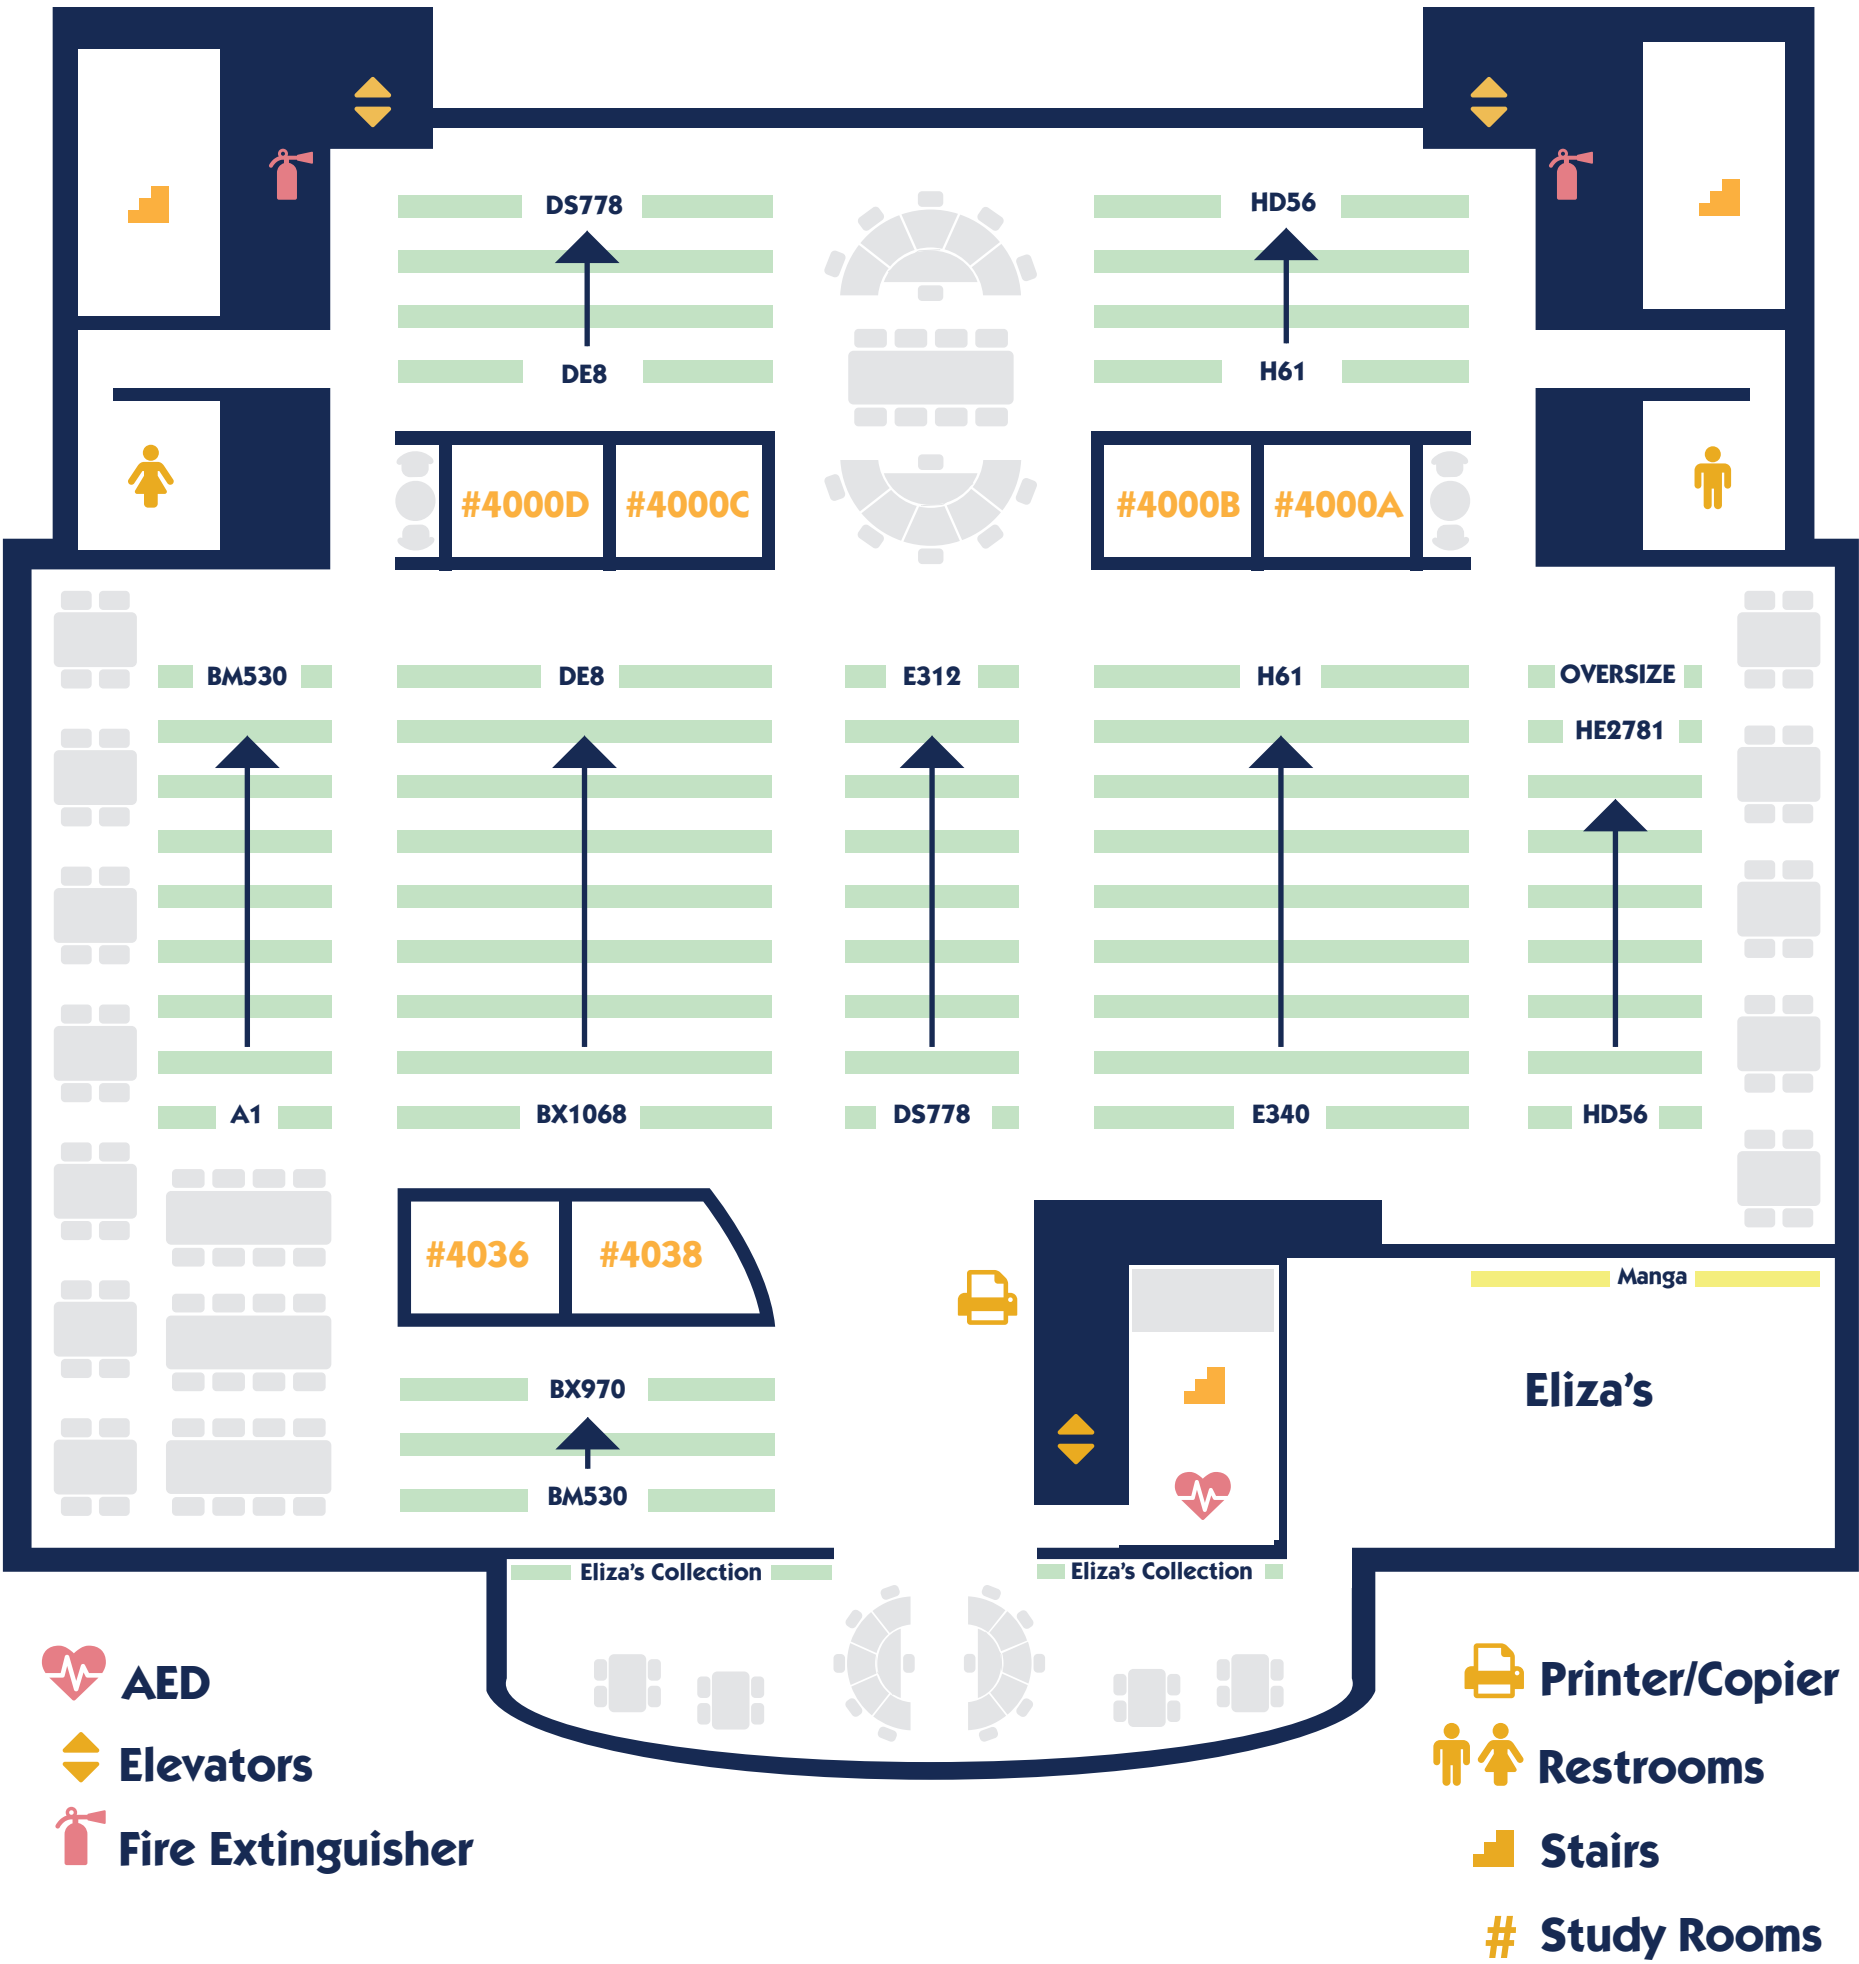 DS778
HD56
DE8
H61
#4000D
#4000C
#4000B
#4000A
BM530
DE8
E312
H61
OVERSIZE
HE2781
A1
BX1068
DS778
E340
HD56
#4036
#4038
Manga
BX970
Eliza's
BM530
Eliza's Collection
Eliza's Collection
AED
Elevators
Fire Extinguisher
Printer/Copier
Restrooms
Stairs
# Study Rooms